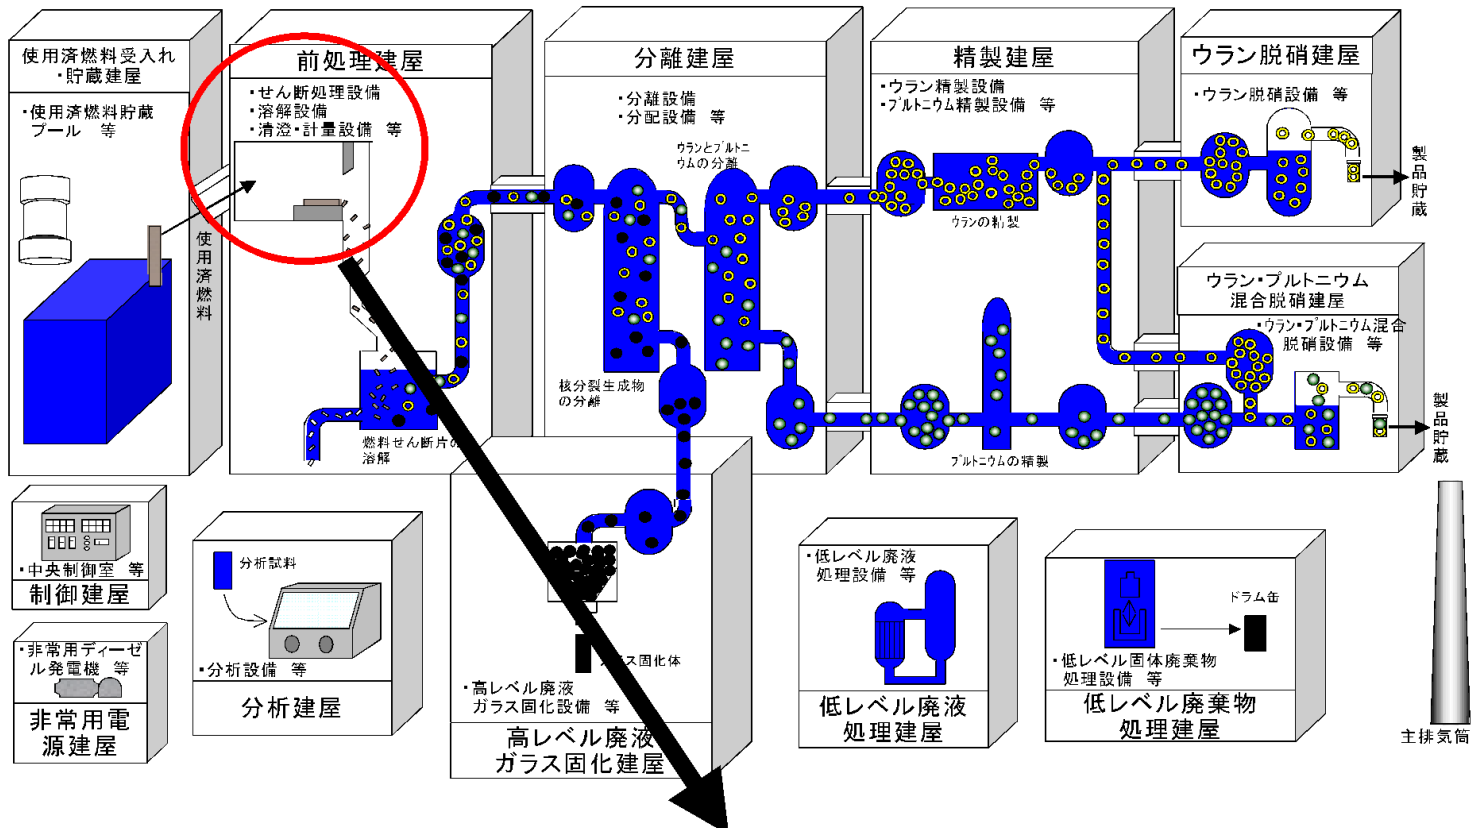 使用済燃料受入れ
・貯蔵建屋
・使用済燃料貯蔵
プール 等
使用済燃料
前処理建屋
・せん断処理設備
・溶解設備
・清澄・計量設備 等
燃料せん断片の
溶解
分離建屋
・分離設備
・分配設備 等
ウランとプルトニ
ウムの分離
核分裂生成物
の分離
精製建屋
・ウラン精製設備
・プルトニウム精製設備 等
ウランの精製
プルトニウムの精製
ウラン脱硝建屋
・ウラン脱硝設備 等
製品貯蔵
ウラン・プルトニウム
混合脱硝建屋
・ウラン・プルトニウム混合
脱硝設備 等
製品貯蔵
・中央制御室 等
制御建屋
・非常用ディーゼ
ル発電機 等
非常用電
源建屋
分析試料
・分析設備 等
分析建屋
ガラス固化体
・高レベル廃液
ガラス固化設備 等
高レベル廃液
ガラス固化建屋
・低レベル廃液
処理設備 等
低レベル廃液
処理建屋
ドラム缶
・低レベル固体廃棄物
処理設備 等
低レベル廃棄物
処理建屋
主排気筒